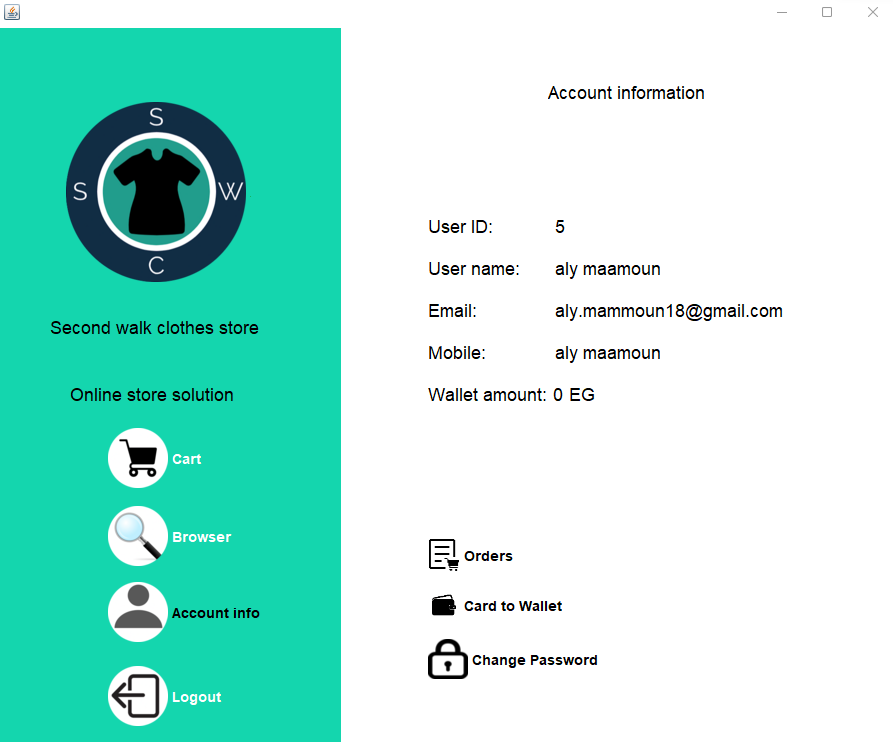 S
S W
C
Second walk clothes store
Online store solution
Cart
Browser
Account info
Logout
Account information
User ID: 5
User name: aly maamoun
Email: aly.mammoun18@gmail.com
Mobile: aly maamoun
Wallet amount: 0 EG
Orders
Card to Wallet
Change Password